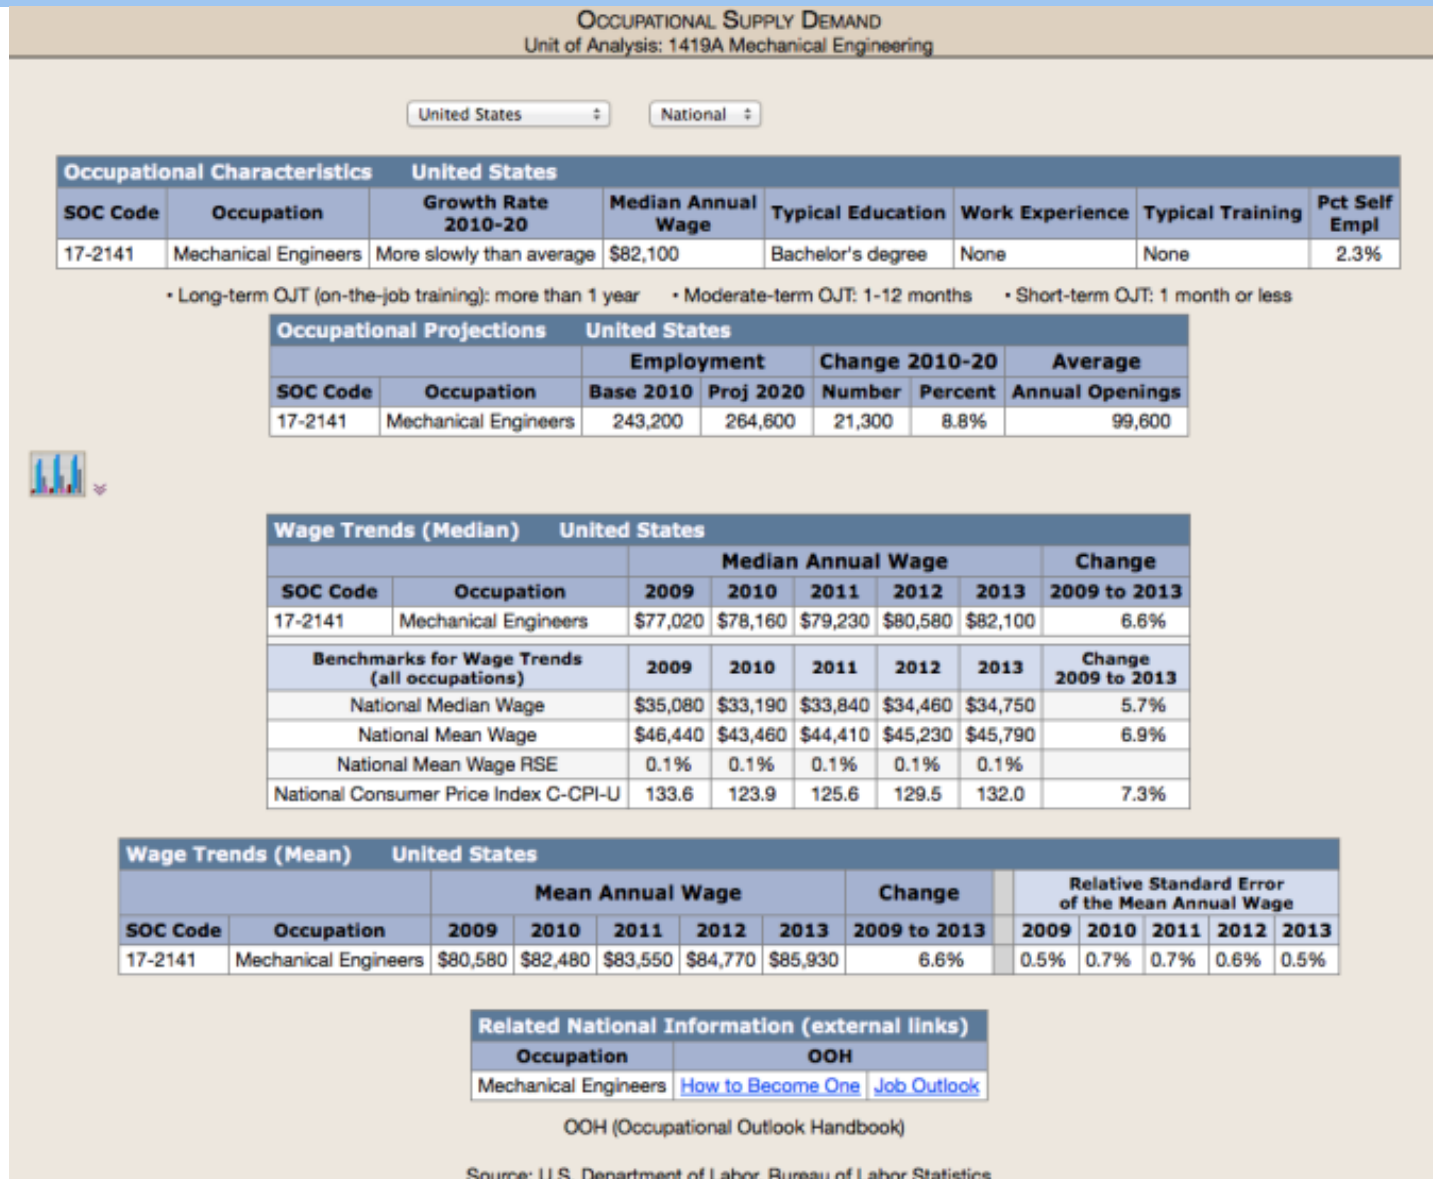 OCCUPATIONAL SUPPLY DEMAND
Unit of Analysis: 1419A Mechanical Engineering
United States National
Occupational Characteristics United States
SOC Code Occupation Growth Rate 2010-20 Median Annual Wage Typical Education Work Experience Typical Training Pct Self Empl
17-2141 Mechanical Engineers More slowly than average $82,100 Bachelor's degree None None 2.3%
• Long-term OJT (on-the-job training): more than 1 year • Moderate-term OJT: 1-12 months • Short-term OJT: 1 month or less
Occupational Projections United States
Employment Change 2010-20 Average
SOC Code Occupation Base 2010 Proj 2020 Number Percent Annual Openings
17-2141 Mechanical Engineers 243,200 264,600 21,300 8.8% 99,600
Wage Trends (Median) United States
Median Annual Wage Change
SOC Code Occupation 2009 2010 2011 2012 2013 2009 to 2013
17-2141 Mechanical Engineers $77,020 $78,160 $79,230 $80,580 $82,100 6.6%
Benchmarks for Wage Trends (all occupations) 2009 2010 2011 2012 2013 Change 2009 to 2013
National Median Wage $35,080 $33,190 $33,840 $34,460 $34,750 5.7%
National Mean Wage $46,440 $43,460 $44,410 $45,230 $45,790 6.9%
National Mean Wage RSE 0.1% 0.1% 0.1% 0.1% 0.1%
National Consumer Price Index C-CPI-U 133.6 123.9 125.6 129.5 132.0 7.3%
Wage Trends (Mean) United States
Mean Annual Wage Change Relative Standard Error of the Mean Annual Wage
SOC Code Occupation 2009 2010 2011 2012 2013 2009 to 2013 2009 2010 2011 2012 2013
17-2141 Mechanical Engineers $80,580 $82,480 $83,550 $84,770 $85,930 6.6% 0.5% 0.7% 0.7% 0.6% 0.5%
Related National Information (external links)
Occupation OOH
Mechanical Engineers How to Become One Job Outlook
OOH (Occupational Outlook Handbook)
Source: U.S. Department of Labor, Bureau of Labor Statistics